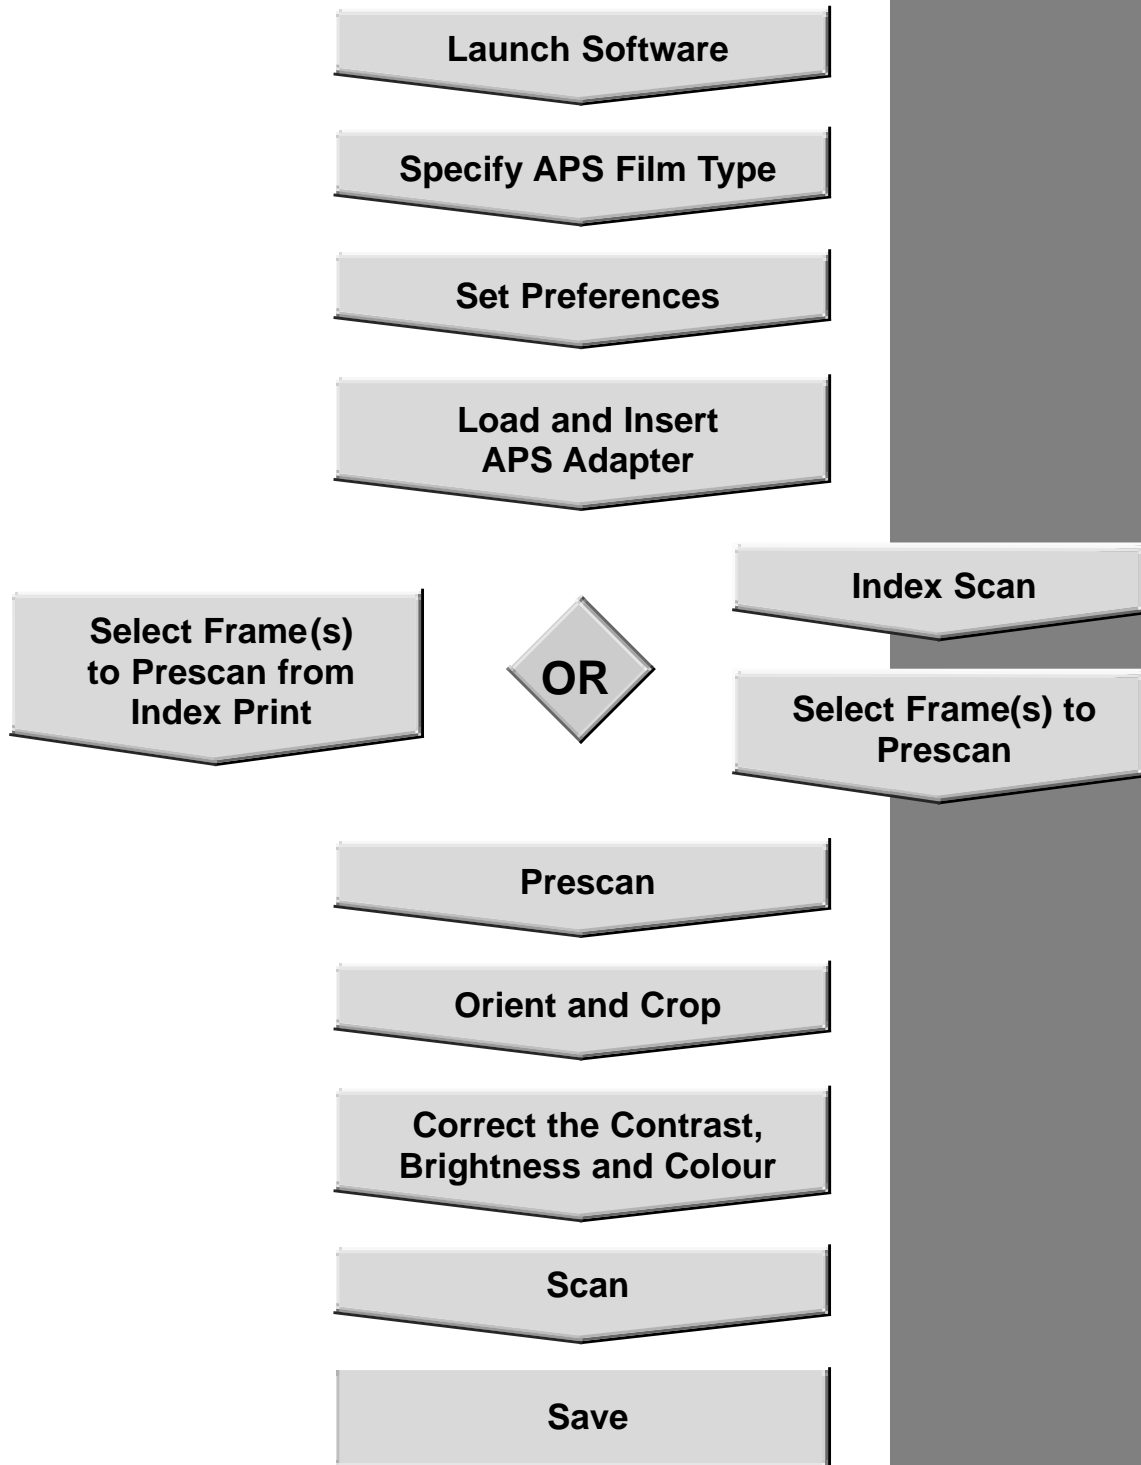 Launch Software
Specify APS Film Type
Set Preferences
Load and Insert
APS Adapter
Select Frame(s)
to Prescan from
Index Print
OR
Index Scan
Select Frame(s) to
Prescan
Prescan
Orient and Crop
Correct the Contrast,
Brightness and Colour
Scan
Save